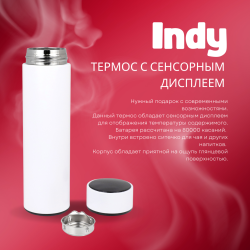 Indy
ТЕРМОС С СЕНСОРНЫМ
ДИСПЛЕЕМ
Нужный подарок с современными
возможностями.
Данный термос обладает сенсорным дисплеем
для отображения температуры содержимого.
Батарея рассчитана на 80000 касаний.
Внутри встроено ситечко для чая и других
напитков.
Корпус обладает приятной на ощупь глянцевой
поверхностью.